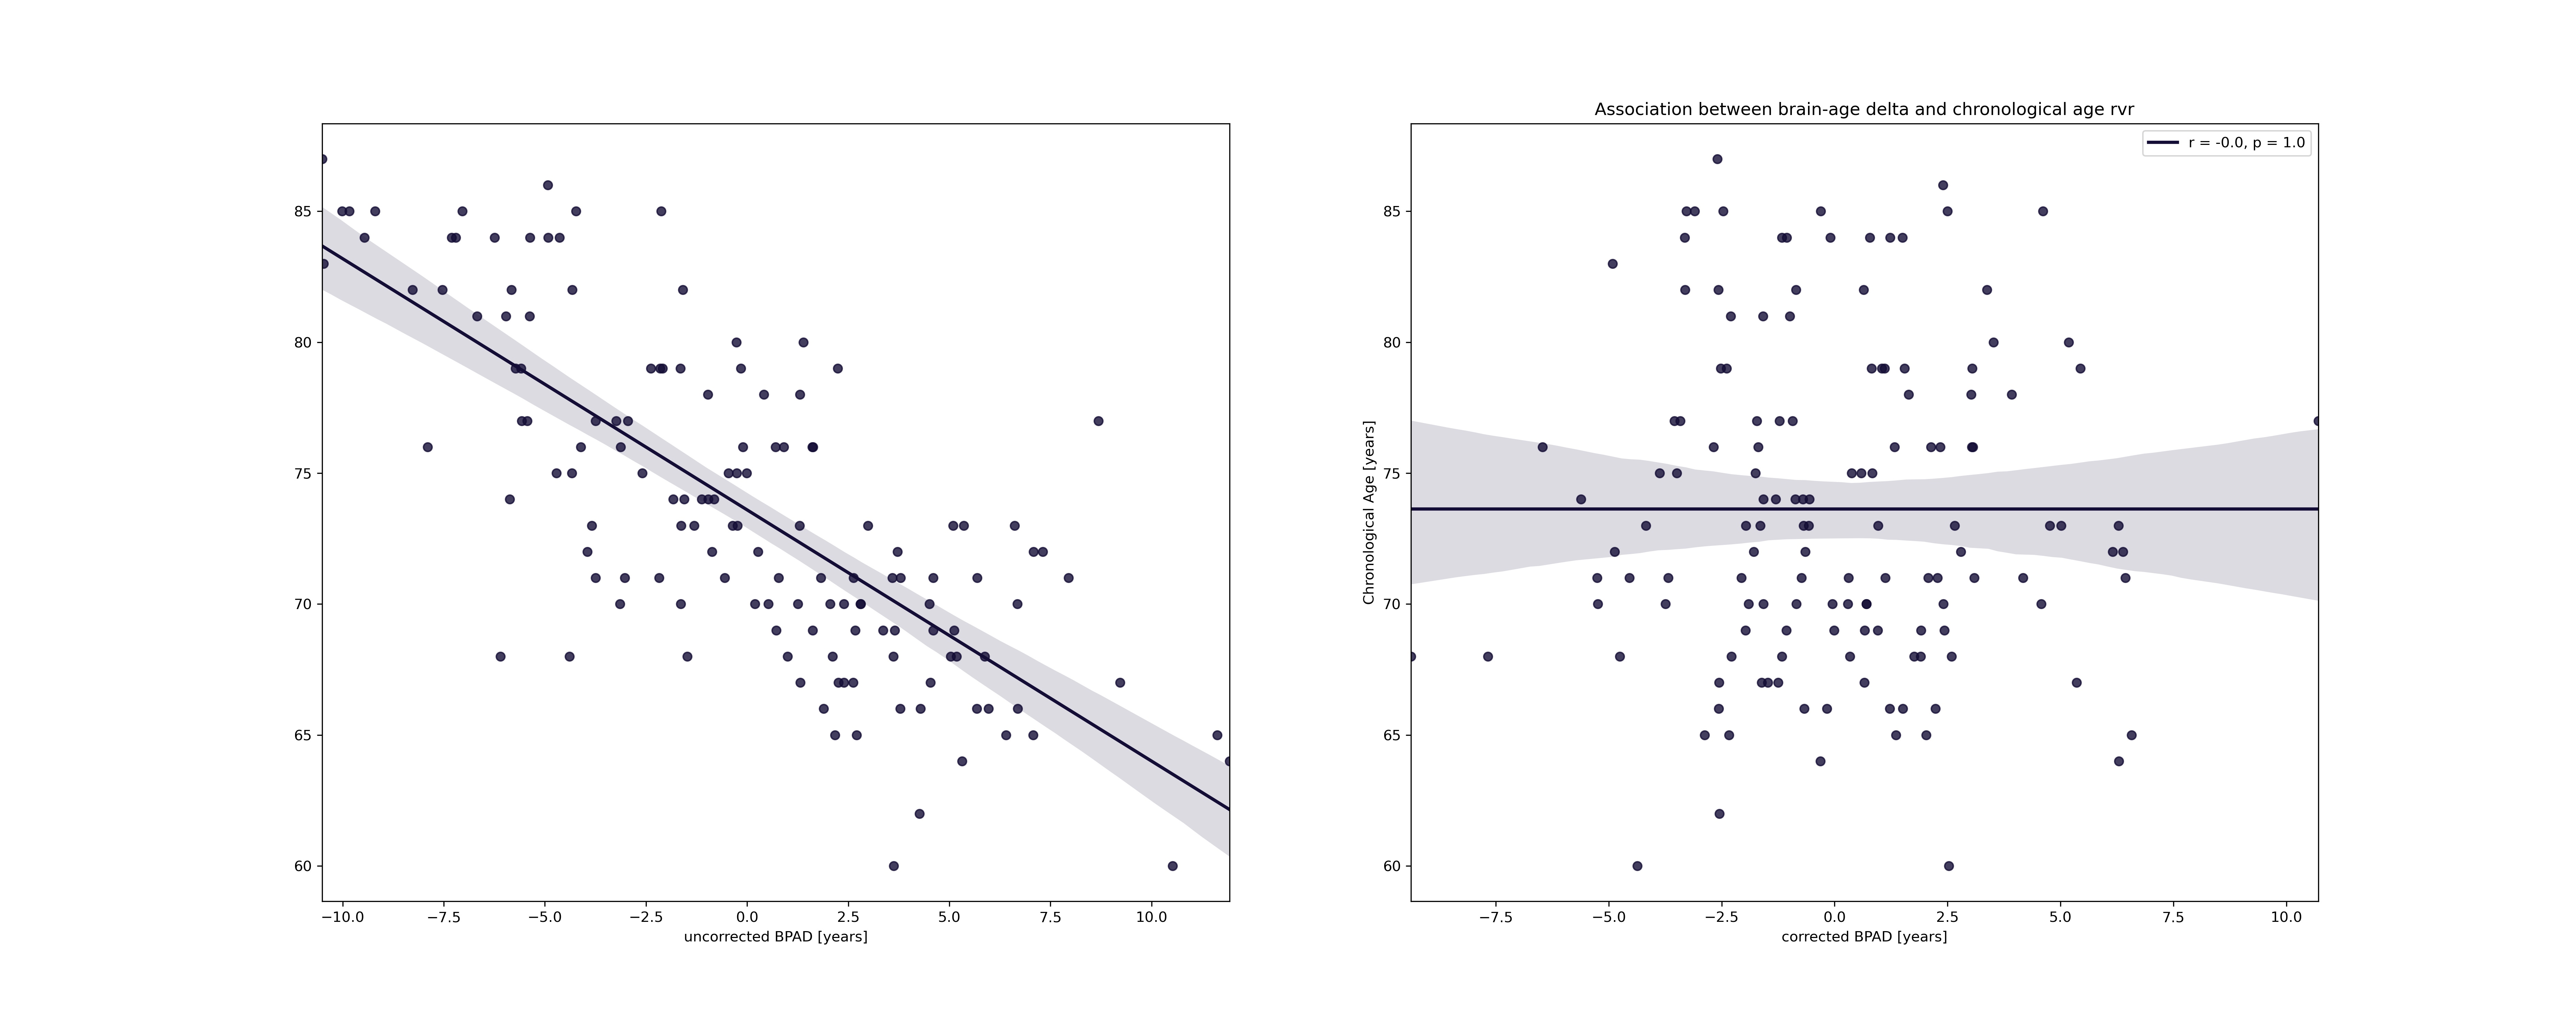 85
80
75
70
65
60
−10.0 −7.5 −5.0 −2.5 0.0 2.5 5.0 7.5 10.0
uncorrected BPAD [years]
Association between brain-age delta and chronological age rvr
r = -0.0, p = 1.0
Chronological Age [years]
85
80
75
70
65
60
−7.5 −5.0 −2.5 0.0 2.5 5.0 7.5 10.0
corrected BPAD [years]